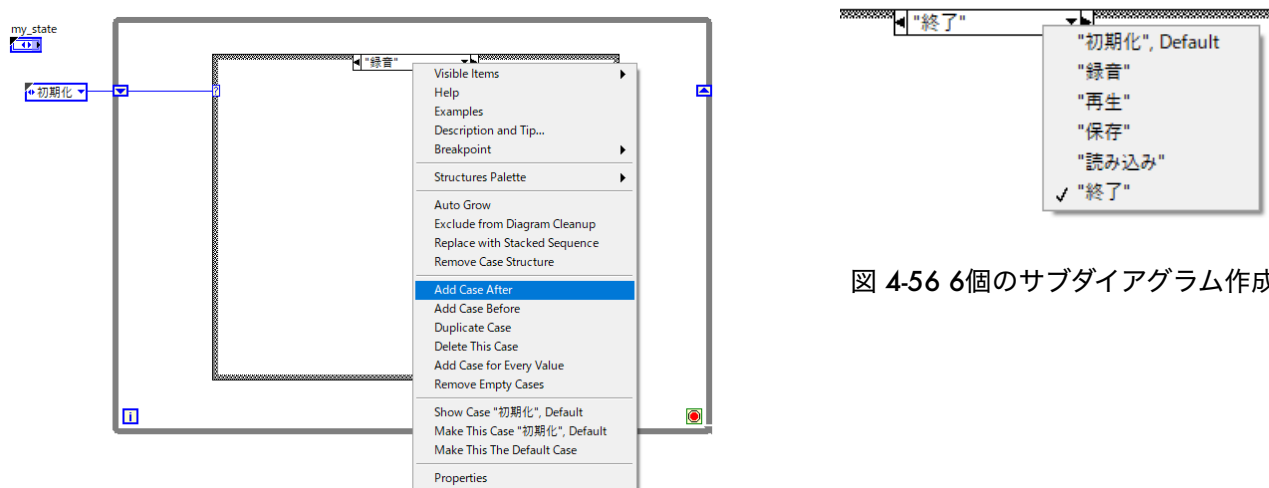 my_state
初期化
?
"録音"
Visible Items
Help
Examples
Description and Tip...
Breakpoint
Structures Palette
Auto Grow
Exclude from Diagram Cleanup
Replace with Stacked Sequence
Remove Case Structure
Add Case After
Add Case Before
Duplicate Case
Delete This Case
Add Case for Every Value
Remove Empty Cases
Show Case "初期化", Default
Make This Case "初期化", Default
Make This The Default Case
Properties
i
"終了"
"初期化", Default
"録音"
"再生"
"保存"
"読み込み"
"終了"
図 4-56 6個のサブダイアグラム作成